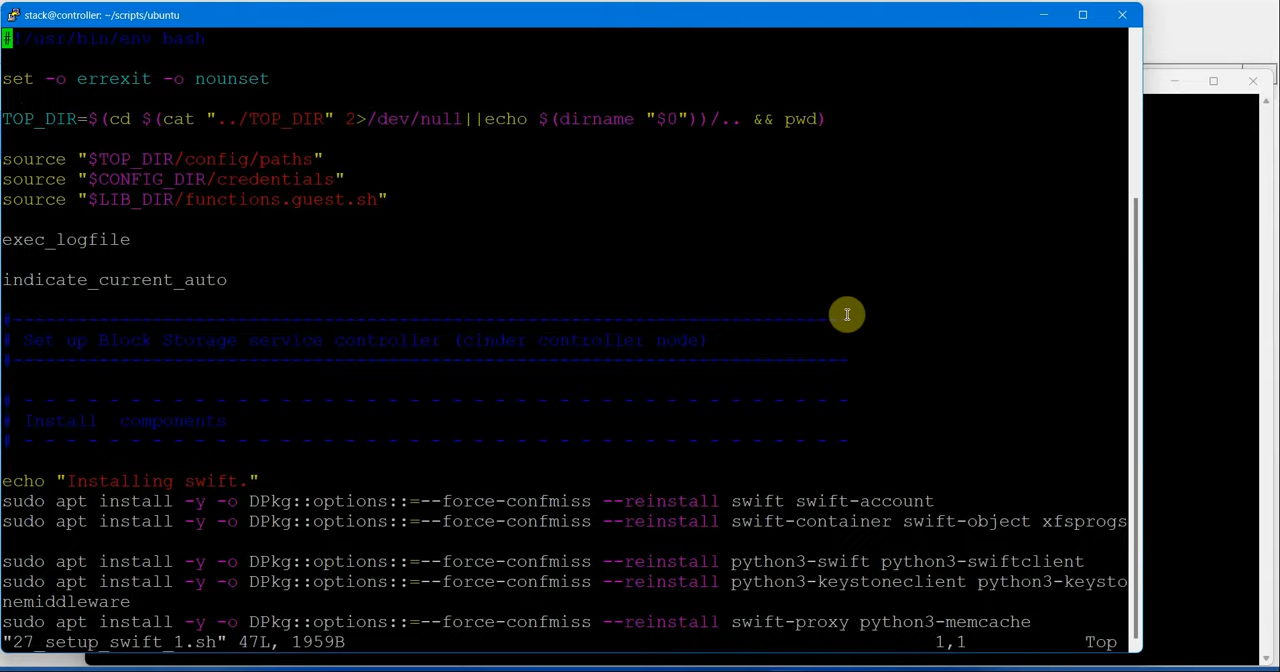 stack@controller: ~/scripts/ubuntu
#!/usr/bin/env bash
set -o errexit -o nounset
TOP_DIR=$(cd $(cat "../TOP_DIR" 2>/dev/null||echo $(dirname "$0"))/.. && pwd)
source "$TOP_DIR/config/paths"
source "$CONFIG_DIR/credentials"
source "$LIB_DIR/functions.guest.sh"
exec_logfile
indicate_current_auto
#------------------------------------------------------------------------------
# Set up Block Storage service controller (cinder controller node)
#------------------------------------------------------------------------------
# - - - - - - - - - - - - - - - - - - - - - - - - - - - - - - - - - - - - - - -
# Install  components
# - - - - - - - - - - - - - - - - - - - - - - - - - - - - - - - - - - - - - - -
echo "Installing swift."
sudo apt install -y -o DPkg::options::=--force-confmiss --reinstall swift swift-account
sudo apt install -y -o DPkg::options::=--force-confmiss --reinstall swift-container swift-object xfsprogs
sudo apt install -y -o DPkg::options::=--force-confmiss --reinstall python3-swift python3-swiftclient
sudo apt install -y -o DPkg::options::=--force-confmiss --reinstall python3-keystoneclient python3-keysto
nemiddleware
sudo apt install -y -o DPkg::options::=--force-confmiss --reinstall swift-proxy python3-memcache
"27_setup_swift_1.sh" 47L, 1959B 1,1 Top